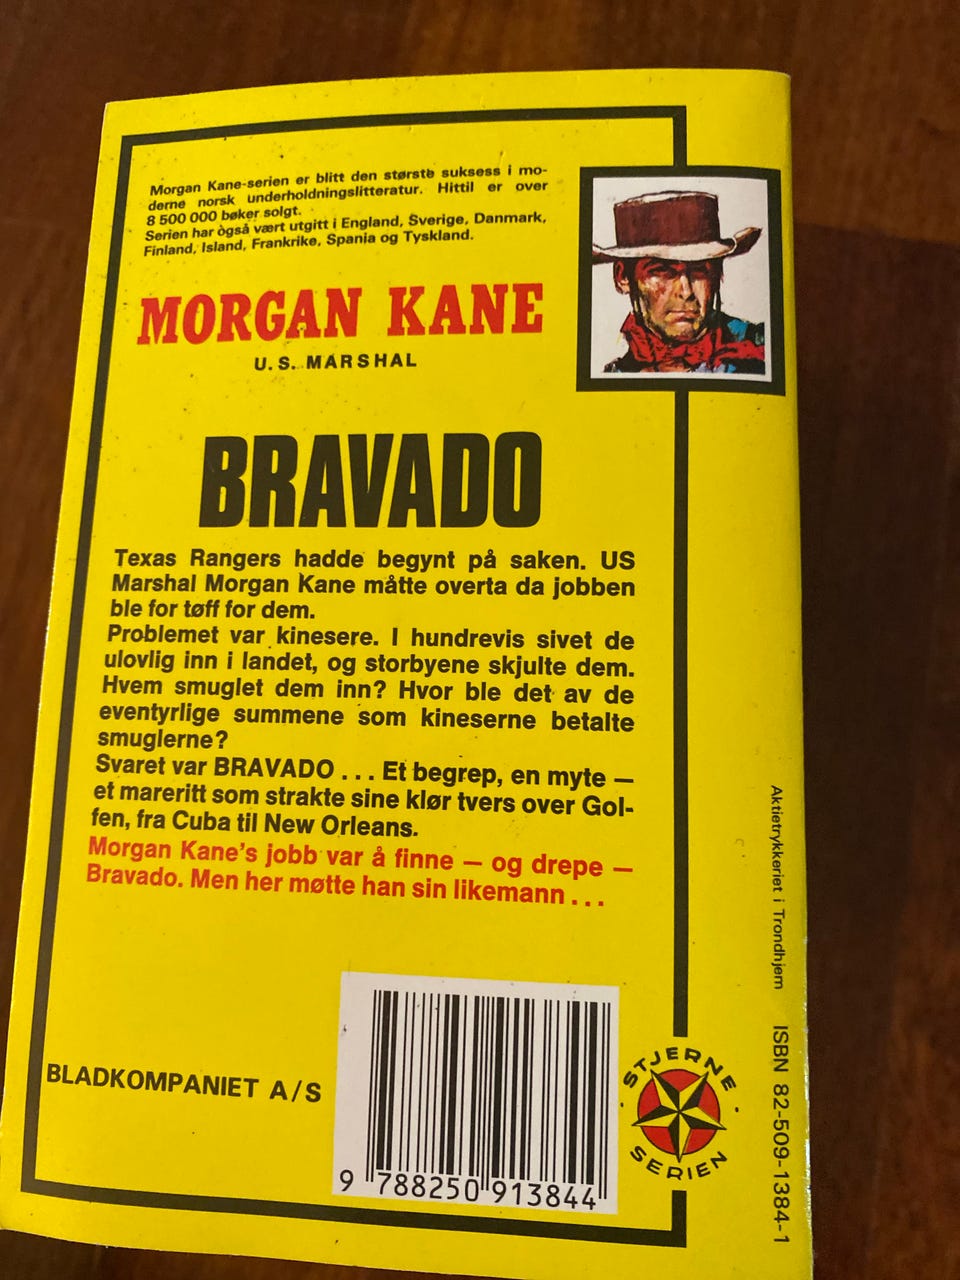 Morgan Kane-serien er blitt den største suksess i mo-
derne norsk underholdningslitteratur. Hittil er over
8 500 000 bøker solgt.
Serien har også vært utgitt i England, Sverige, Danmark,
Finland, Island, Frankrike, Spania og Tyskland.
MORGAN KANE
U.S. MARSHAL
BRAVADO
Texas Rangers hadde begynt på saken. US
Marshal Morgan Kane måtte overta da jobben
ble for tøff for dem.
Problemet var kinesere. I hundrevis sivet de
ulovlig inn i landet, og storbyene skjulte dem.
Hvem smuglet dem inn? Hvor ble det av de
eventyrlige summene som kineserne betalte
smuglerne?
Svaret var BRAVADO . . . Et begrep, en myte —
et mareritt som strakte sine klør tvers over Gol-
fen, fra Cuba til New Orleans.
Morgan Kane's jobb var å finne — og drepe —
Bravado. Men her møtte han sin likemann . . .
BLADKOMPANIET A/S
9 788250 913844
STJERNE
SERIEN
Aktietrykkeriet i Trondhjem
ISBN 82-509-1384-1